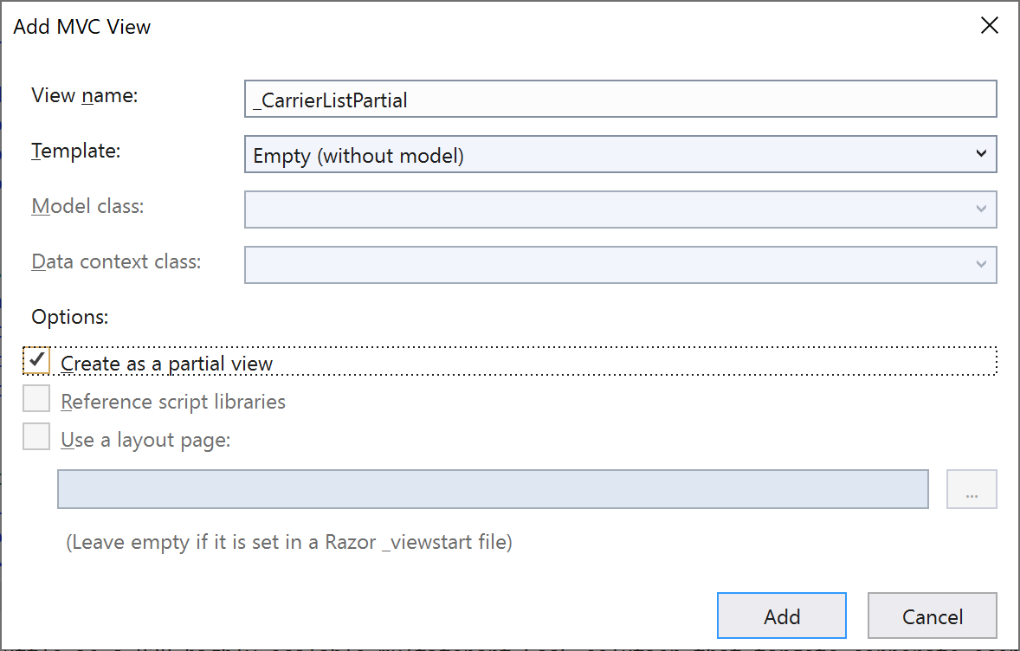 Add MVC View
View name:
_CarrierListPartial
Template:
Empty (without model)
Model class:
Data context class:
Options:
Create as a partial view
Reference script libraries
Use a layout page:
...
(Leave empty if it is set in a Razor _viewstart file)
Add
Cancel